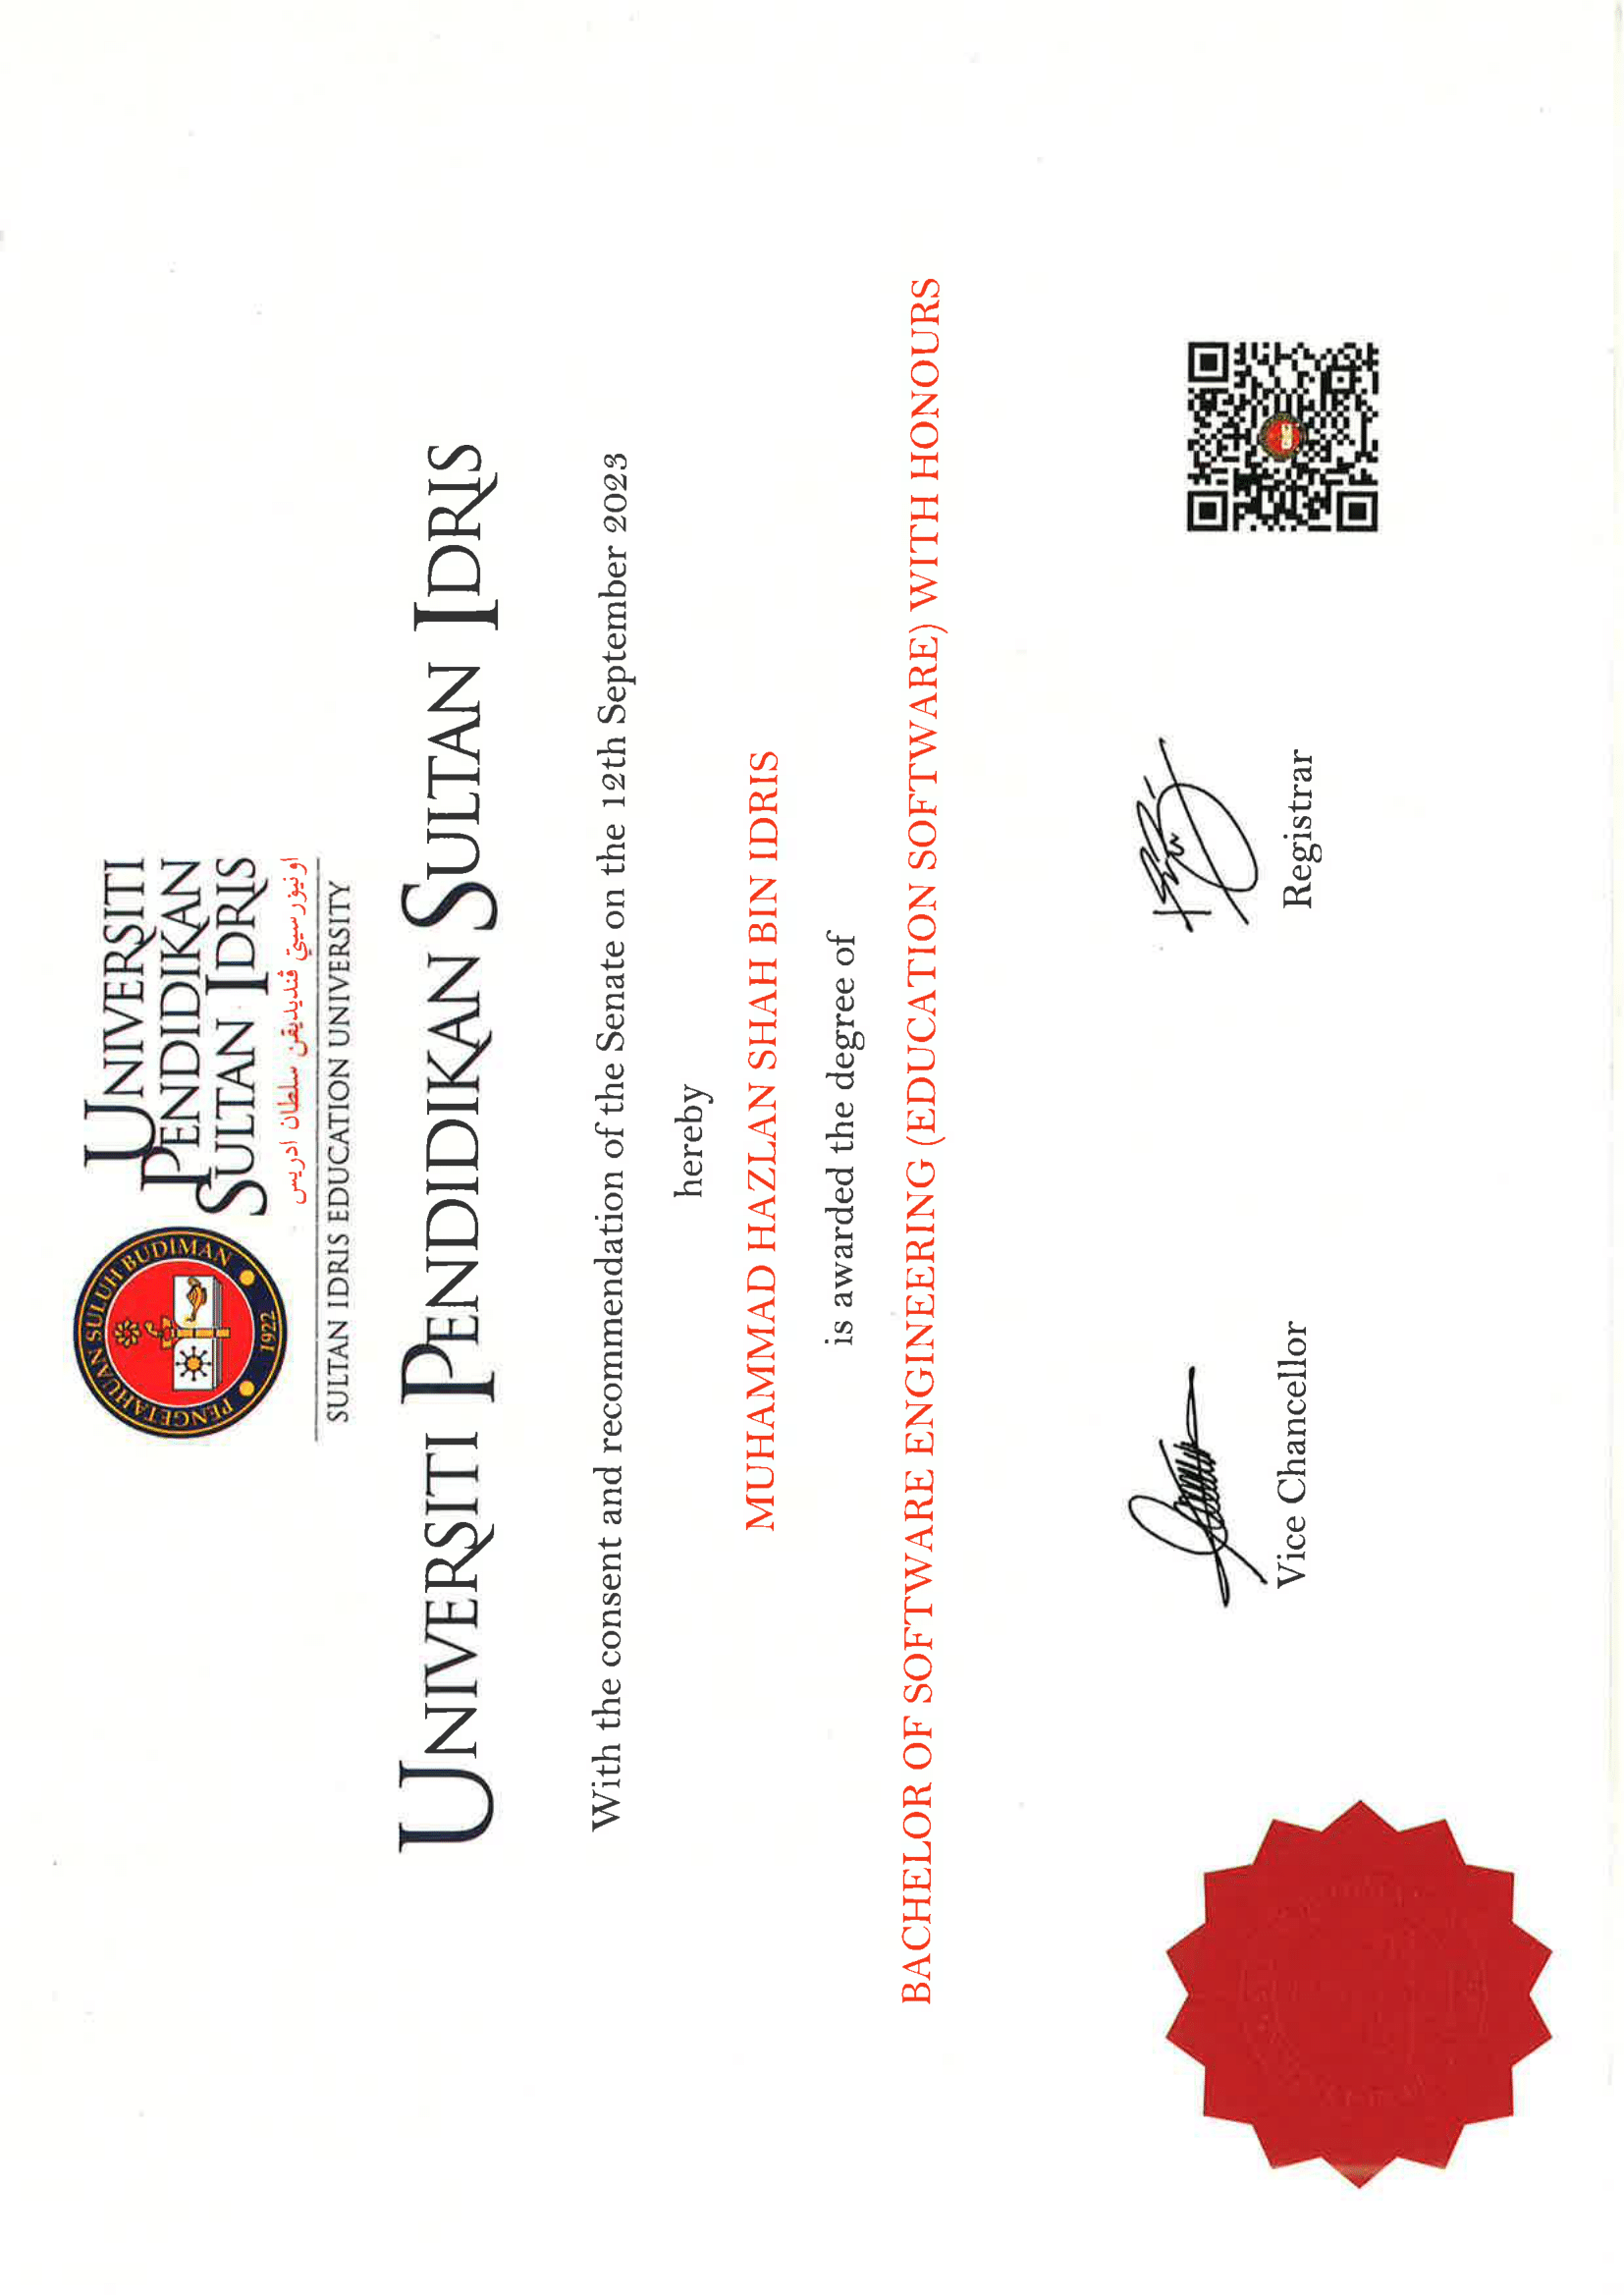 PENGETAHUAN SULUH BUDIMAN
1922
UNIVERSITI
PENDIDIKAN
SULTAN IDRIS
اونيۏرسيتي ڤنديديقن سلطان ادريس
SULTAN IDRIS EDUCATION UNIVERSITY
UNIVERSITI PENDIDIKAN SULTAN IDRIS
With the consent and recommendation of the Senate on the 12th September 2023
hereby
MUHAMMAD HAZLAN SHAH BIN IDRIS
is awarded the degree of
BACHELOR OF SOFTWARE ENGINEERING (EDUCATION SOFTWARE) WITH HONOURS
Vice Chancellor
Registrar